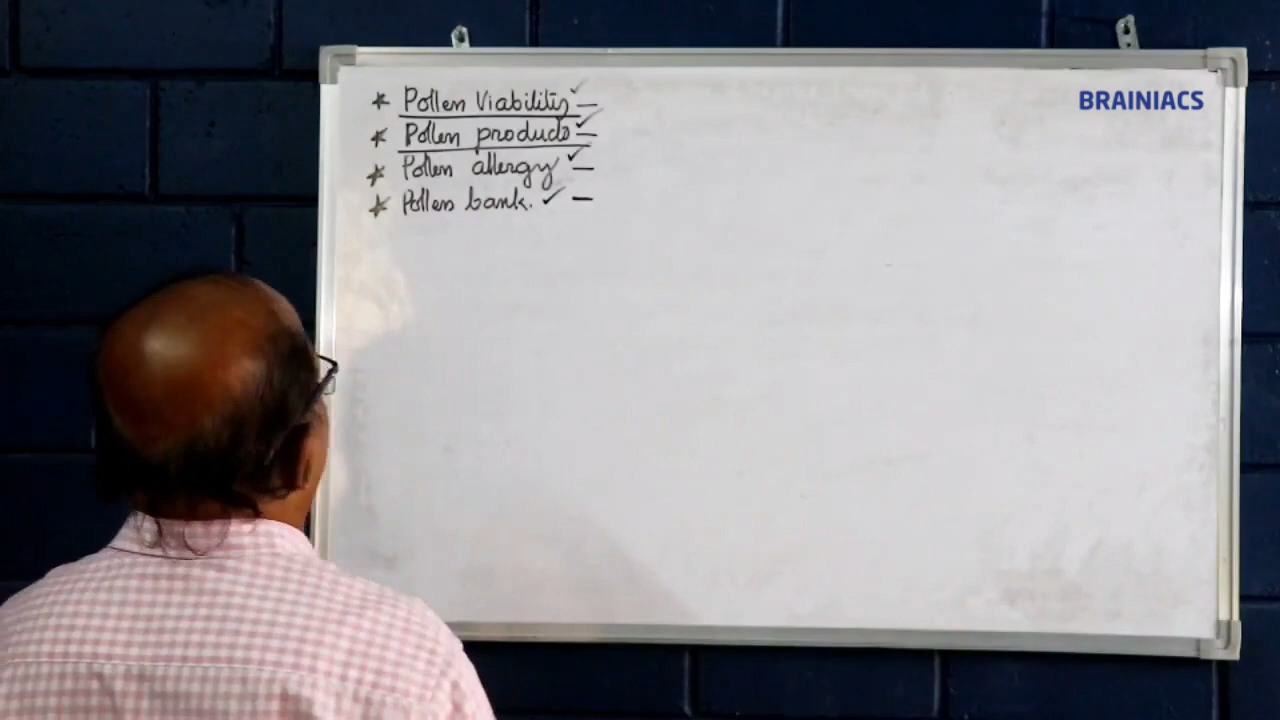 * Pollen Viability ✓ —
* Pollen products ✓ —
* Pollen allergy ✓ —
* Pollen bank. ✓ —
BRAINIACS